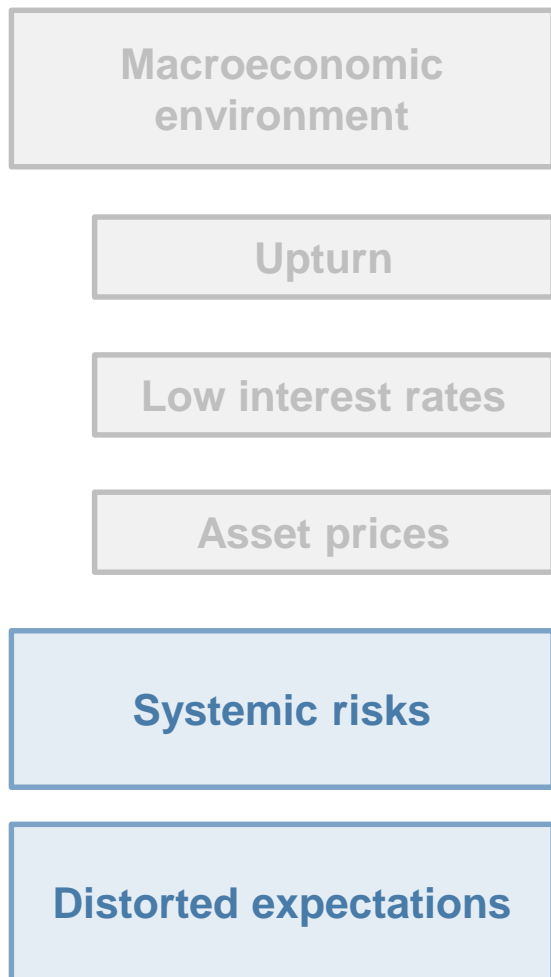 Macroeconomic
environment
Upturn
Low interest rates
Asset prices
Systemic risks
Distorted expectations